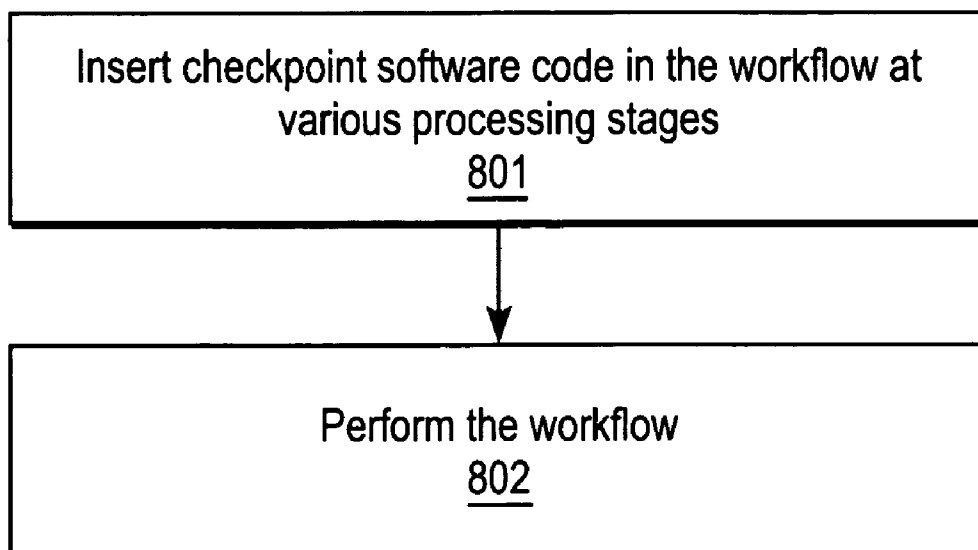 Insert checkpoint software code in the workflow at
various processing stages
801
Perform the workflow
802